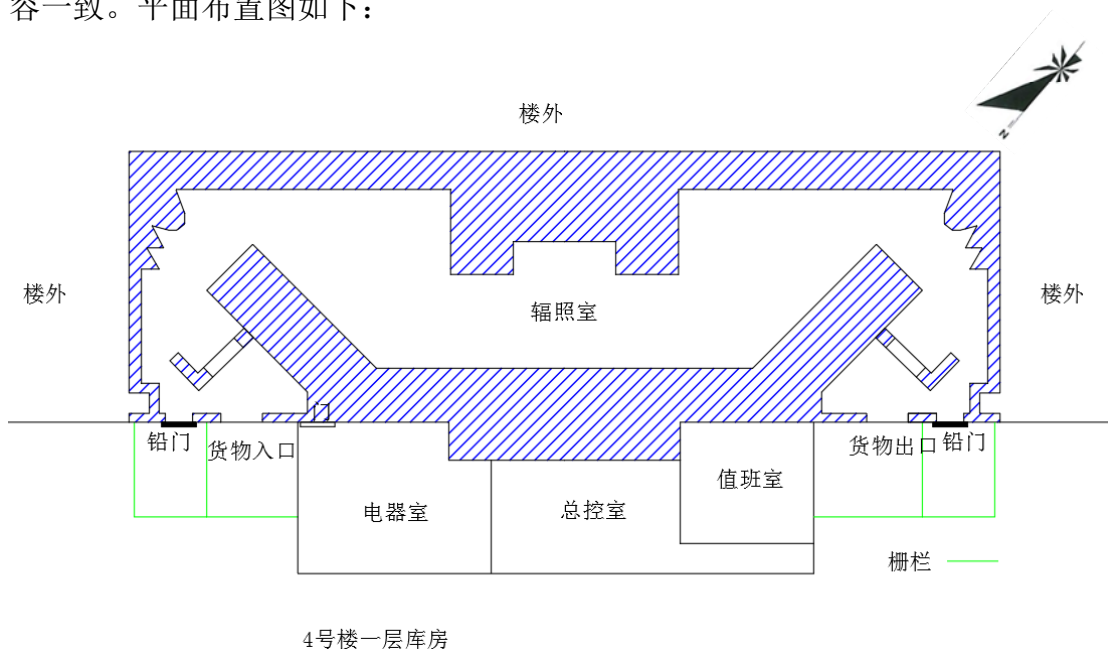 容一致。平面布置图如下：
楼外
N
楼外
楼外
辐照室
铅门
货物入口
货物出口
铅门
值班室
电器室
总控室
栅栏
4号楼一层库房